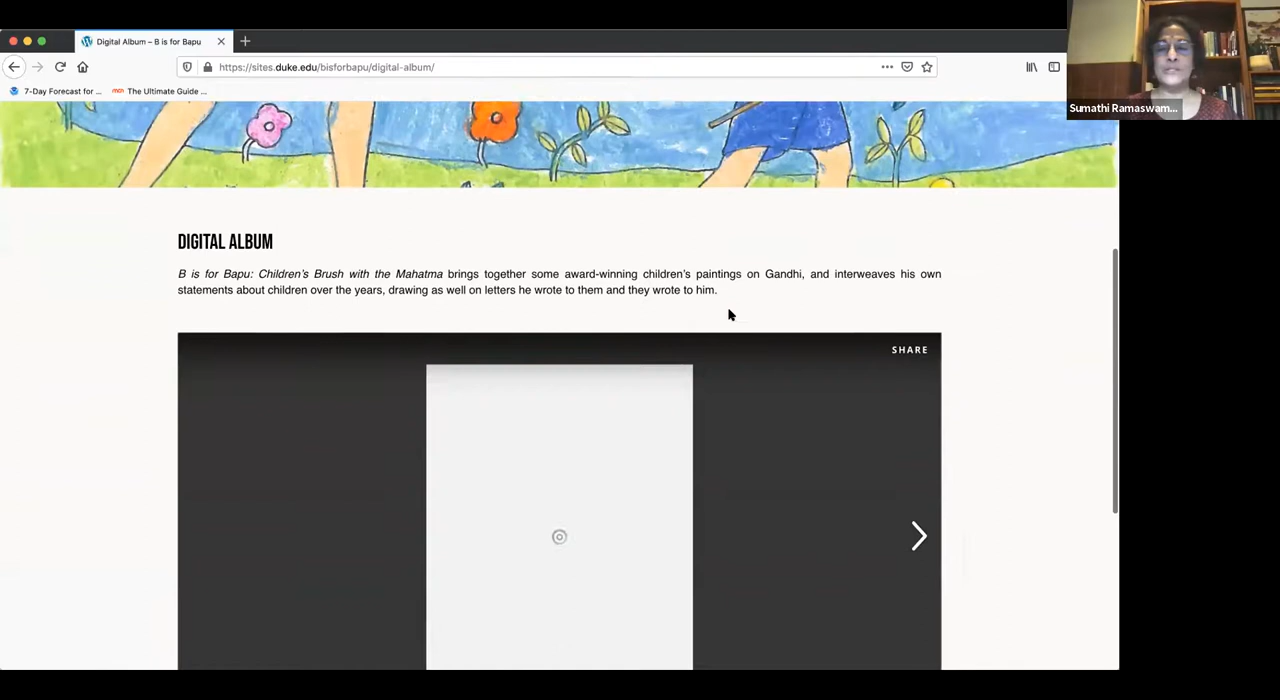 Digital Album – B is for Bapu
https://sites.duke.edu/bisforbapu/digital-album/
7-Day Forecast for ...
mcn The Ultimate Guide ...
Sumathi Ramaswam...
DIGITAL ALBUM
B is for Bapu: Children's Brush with the Mahatma brings together some award-winning children's paintings on Gandhi, and interweaves his own
statements about children over the years, drawing as well on letters he wrote to them and they wrote to him.
SHARE